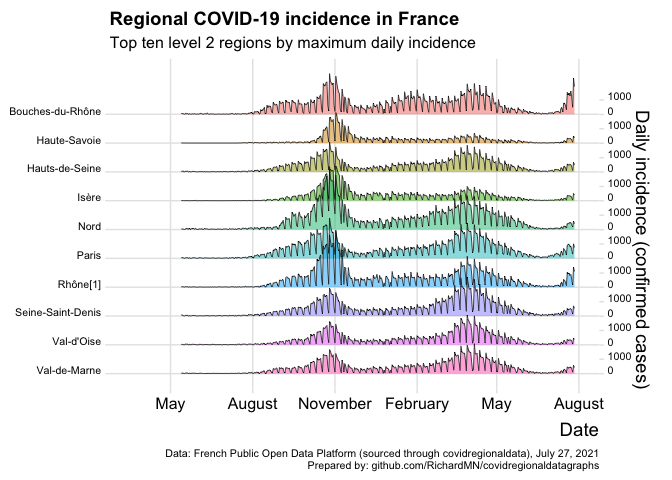 Regional COVID-19 incidence in France
Top ten level 2 regions by maximum daily incidence
Bouches-du-Rhône
Haute-Savoie
Hauts-de-Seine
Isère
Nord
Paris
Rhône[1]
Seine-Saint-Denis
Val-d'Oise
Val-de-Marne
1000
0
1000
0
1000
0
1000
0
1000
0
1000
0
1000
0
1000
0
1000
0
1000
0
Daily incidence (confirmed cases)
May August November February May August
Date
Data: French Public Open Data Platform (sourced through covidregionaldata), July 27, 2021
Prepared by: github.com/RichardMN/covidregionaldatagraphs